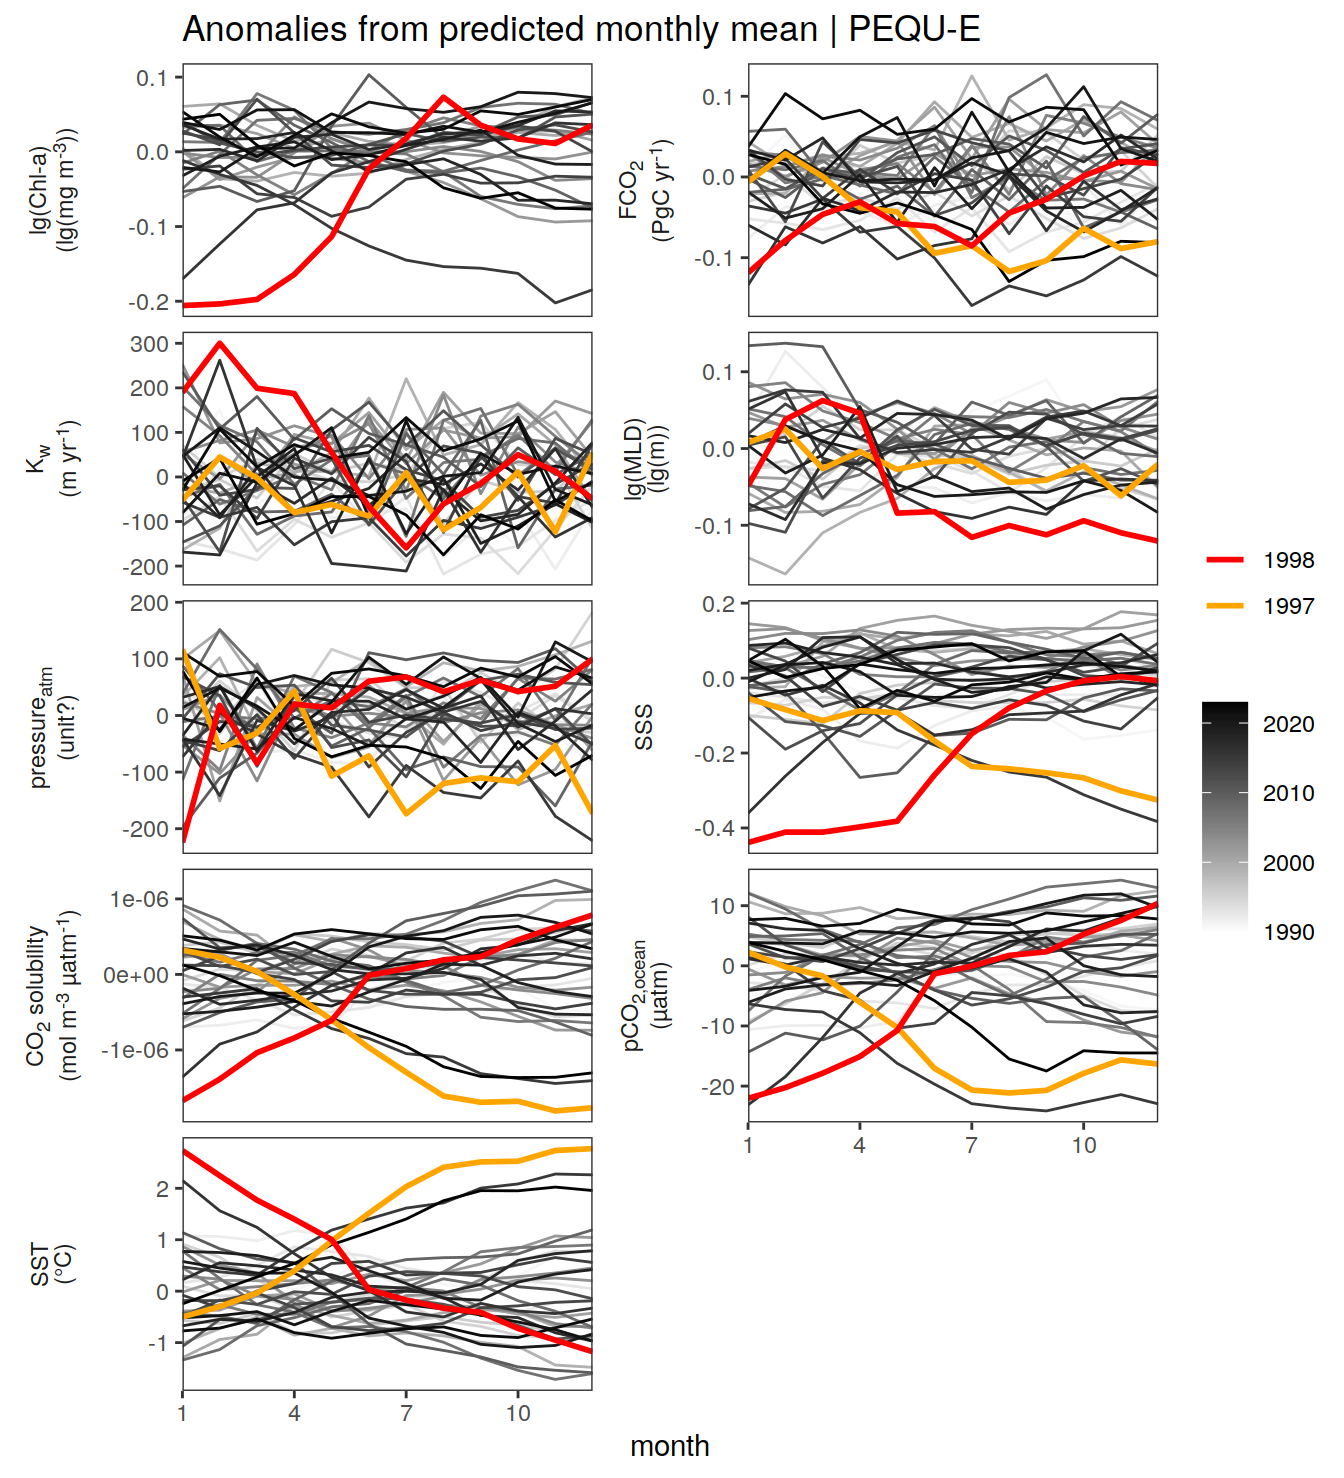 Anomalies from predicted monthly mean | PEQU-E
lg(Chl-a)
(lg(mg m-3))
0.1
0.0
-0.1
-0.2
FCO2
(PgC yr-1)
0.1
0.0
-0.1
Kw
(m yr-1)
300
200
100
0
-100
-200
lg(MLD)
(lg(m))
0.1
0.0
-0.1
pressureatm
(unit?)
200
100
0
-100
-200
SSS
0.2
0.0
-0.2
-0.4
CO2 solubility
(mol m-3 µatm-1)
1e-06
0e+00
-1e-06
pCO2,ocean
(µatm)
10
0
-10
-20
1 4 7 10
SST
(°C)
2
1
0
-1
1 4 7 10
month
1998
1997
2020
2010
2000
1990